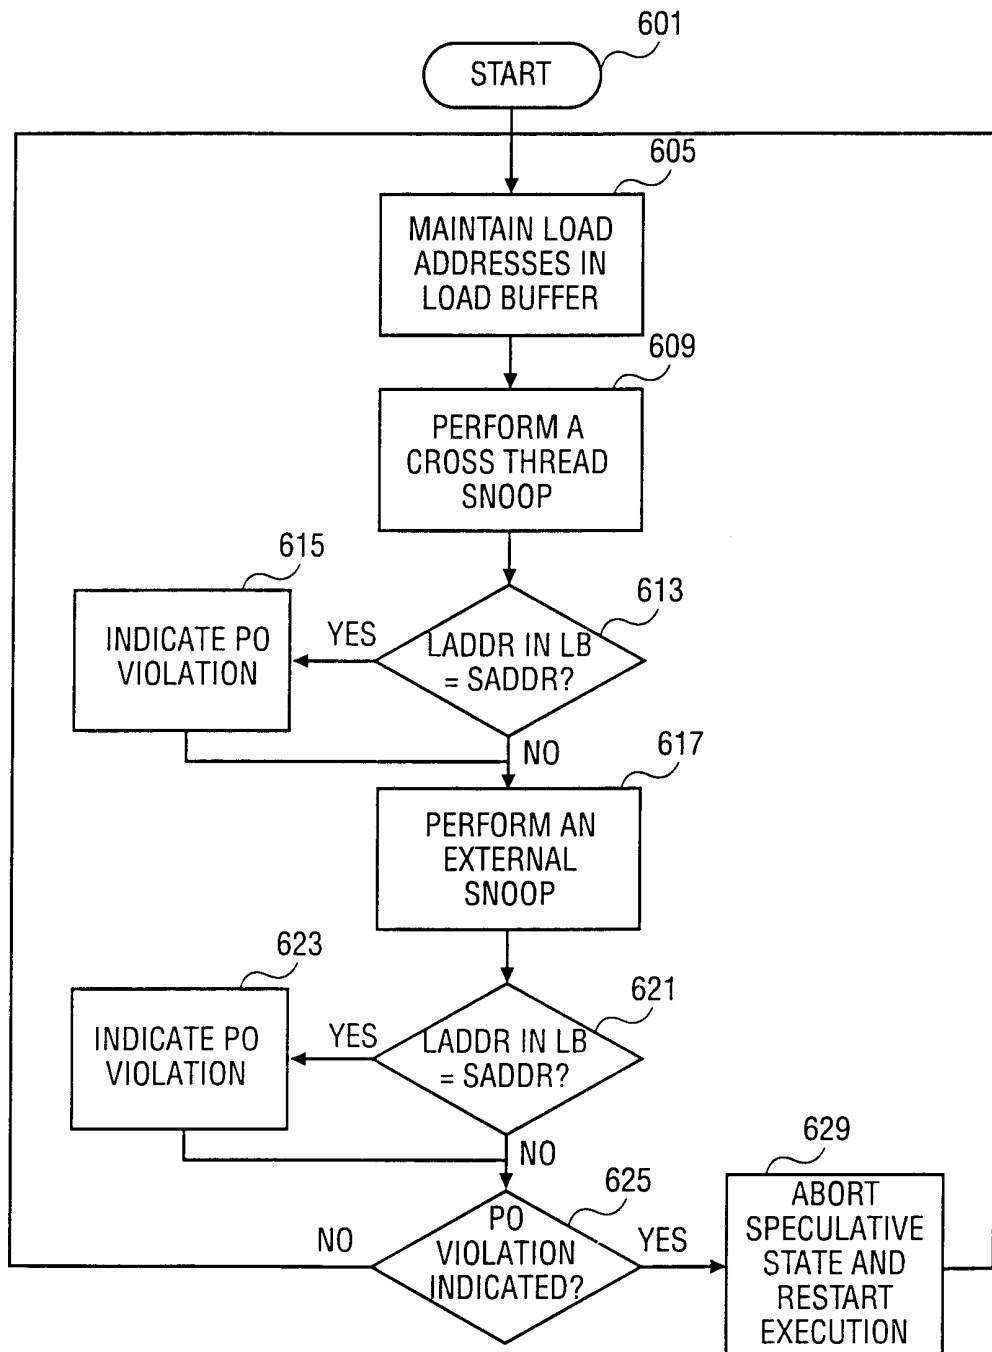 601
START
605
MAINTAIN LOAD
ADDRESSES IN
LOAD BUFFER
609
PERFORM A
CROSS THREAD
SNOOP
615
INDICATE PO
VIOLATION
YES
613
LADDR IN LB
= SADDR?
NO
617
PERFORM AN
EXTERNAL
SNOOP
623
INDICATE PO
VIOLATION
YES
621
LADDR IN LB
= SADDR?
NO
625
PO
VIOLATION
INDICATED?
NO
YES
629
ABORT
SPECULATIVE
STATE AND
RESTART
EXECUTION